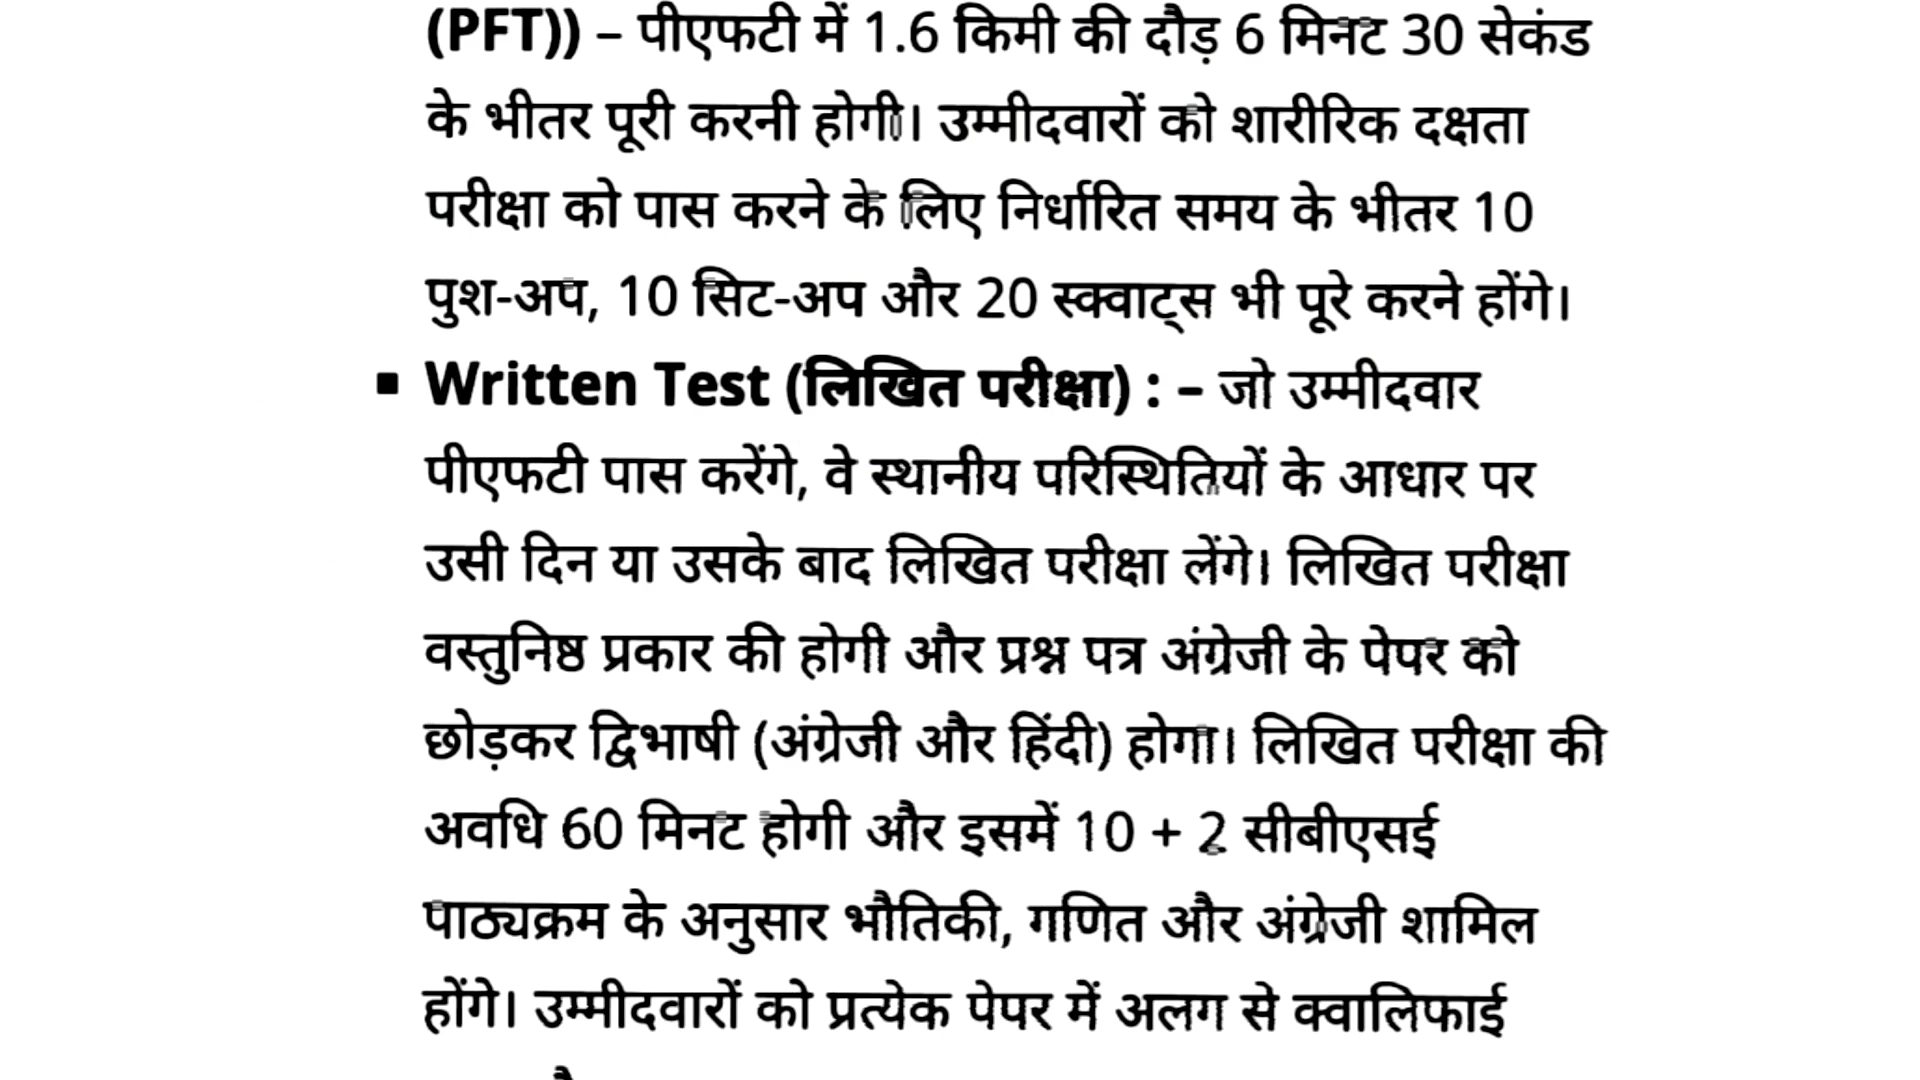 (PFT)) – पीएफटी में 1.6 किमी की दौड़ 6 मिनट 30 सेकंड
के भीतर पूरी करनी होगी। उम्मीदवारों को शारीरिक दक्षता
परीक्षा को पास करने के लिए निर्धारित समय के भीतर 10
पुश-अप, 10 सिट-अप और 20 स्क्वाट्स भी पूरे करने होंगे।
▪ Written Test (लिखित परीक्षा) : – जो उम्मीदवार
पीएफटी पास करेंगे, वे स्थानीय परिस्थितियों के आधार पर
उसी दिन या उसके बाद लिखित परीक्षा लेंगे। लिखित परीक्षा
वस्तुनिष्ठ प्रकार की होगी और प्रश्न पत्र अंग्रेजी के पेपर को
छोड़कर द्विभाषी (अंग्रेजी और हिंदी) होगा। लिखित परीक्षा की
अवधि 60 मिनट होगी और इसमें 10 + 2 सीबीएसई
पाठ्यक्रम के अनुसार भौतिकी, गणित और अंग्रेजी शामिल
होंगे। उम्मीदवारों को प्रत्येक पेपर में अलग से क्वालिफाई